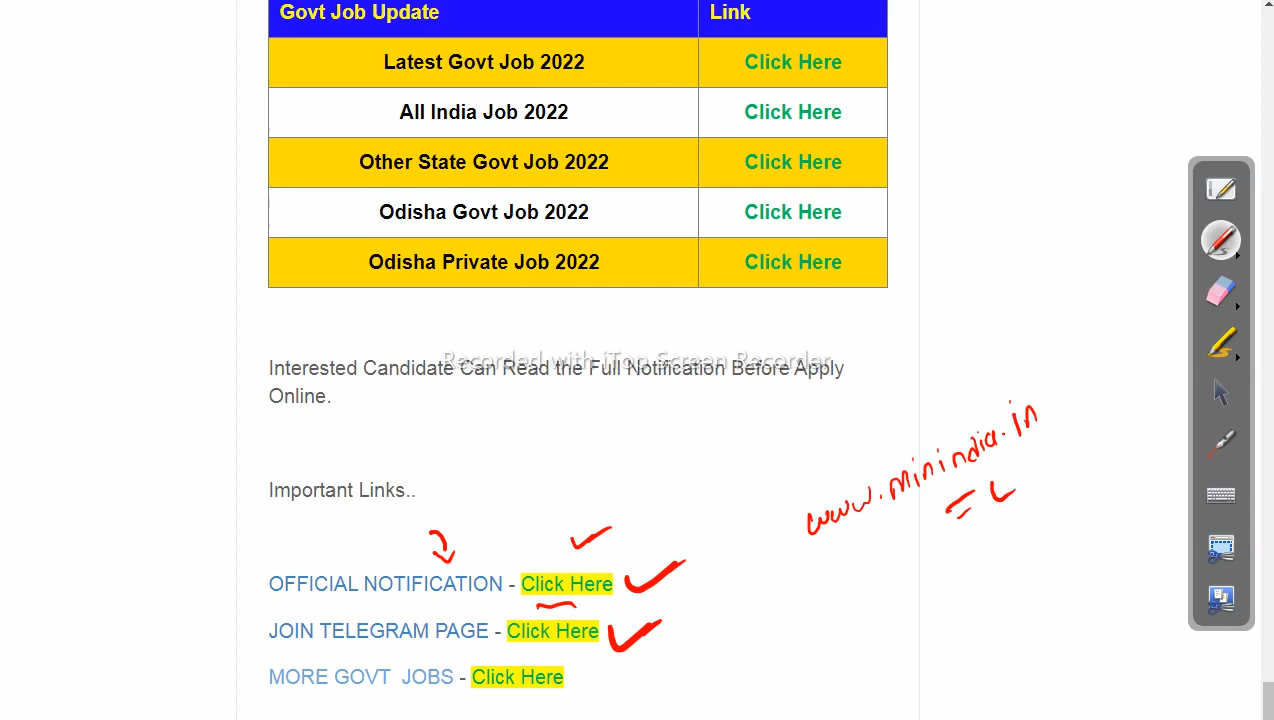 Govt Job Update Link
Latest Govt Job 2022 Click Here
All India Job 2022 Click Here
Other State Govt Job 2022 Click Here
Odisha Govt Job 2022 Click Here
Odisha Private Job 2022 Click Here
Recorded with iTop Screen Recorder
Interested Candidate Can Read the Full Notification Before Apply
Online.
www.minindia.in
Important Links..
OFFICIAL NOTIFICATION - Click Here
JOIN TELEGRAM PAGE - Click Here
MORE GOVT JOBS - Click Here